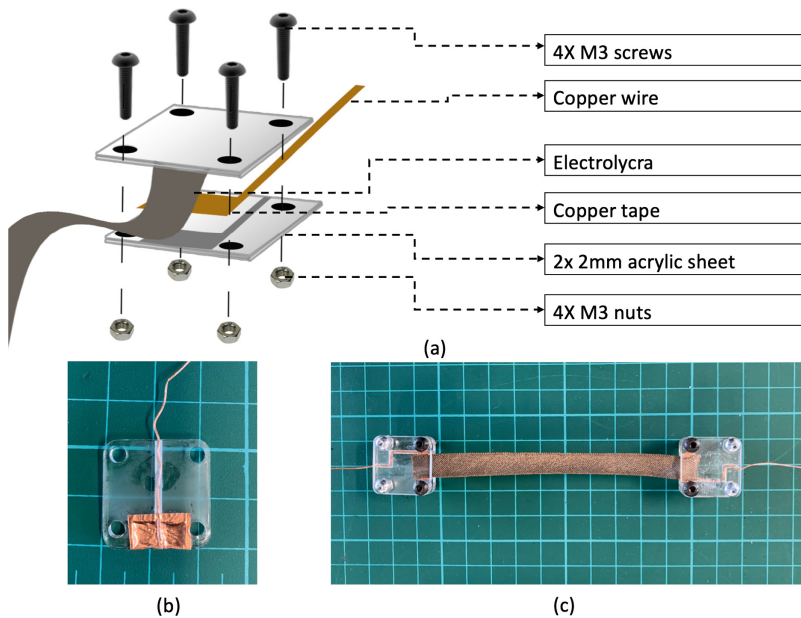 4X M3 screws
Copper wire
Electrolycra
Copper tape
2x 2mm acrylic sheet
4X M3 nuts
(a)
(b)
(c)